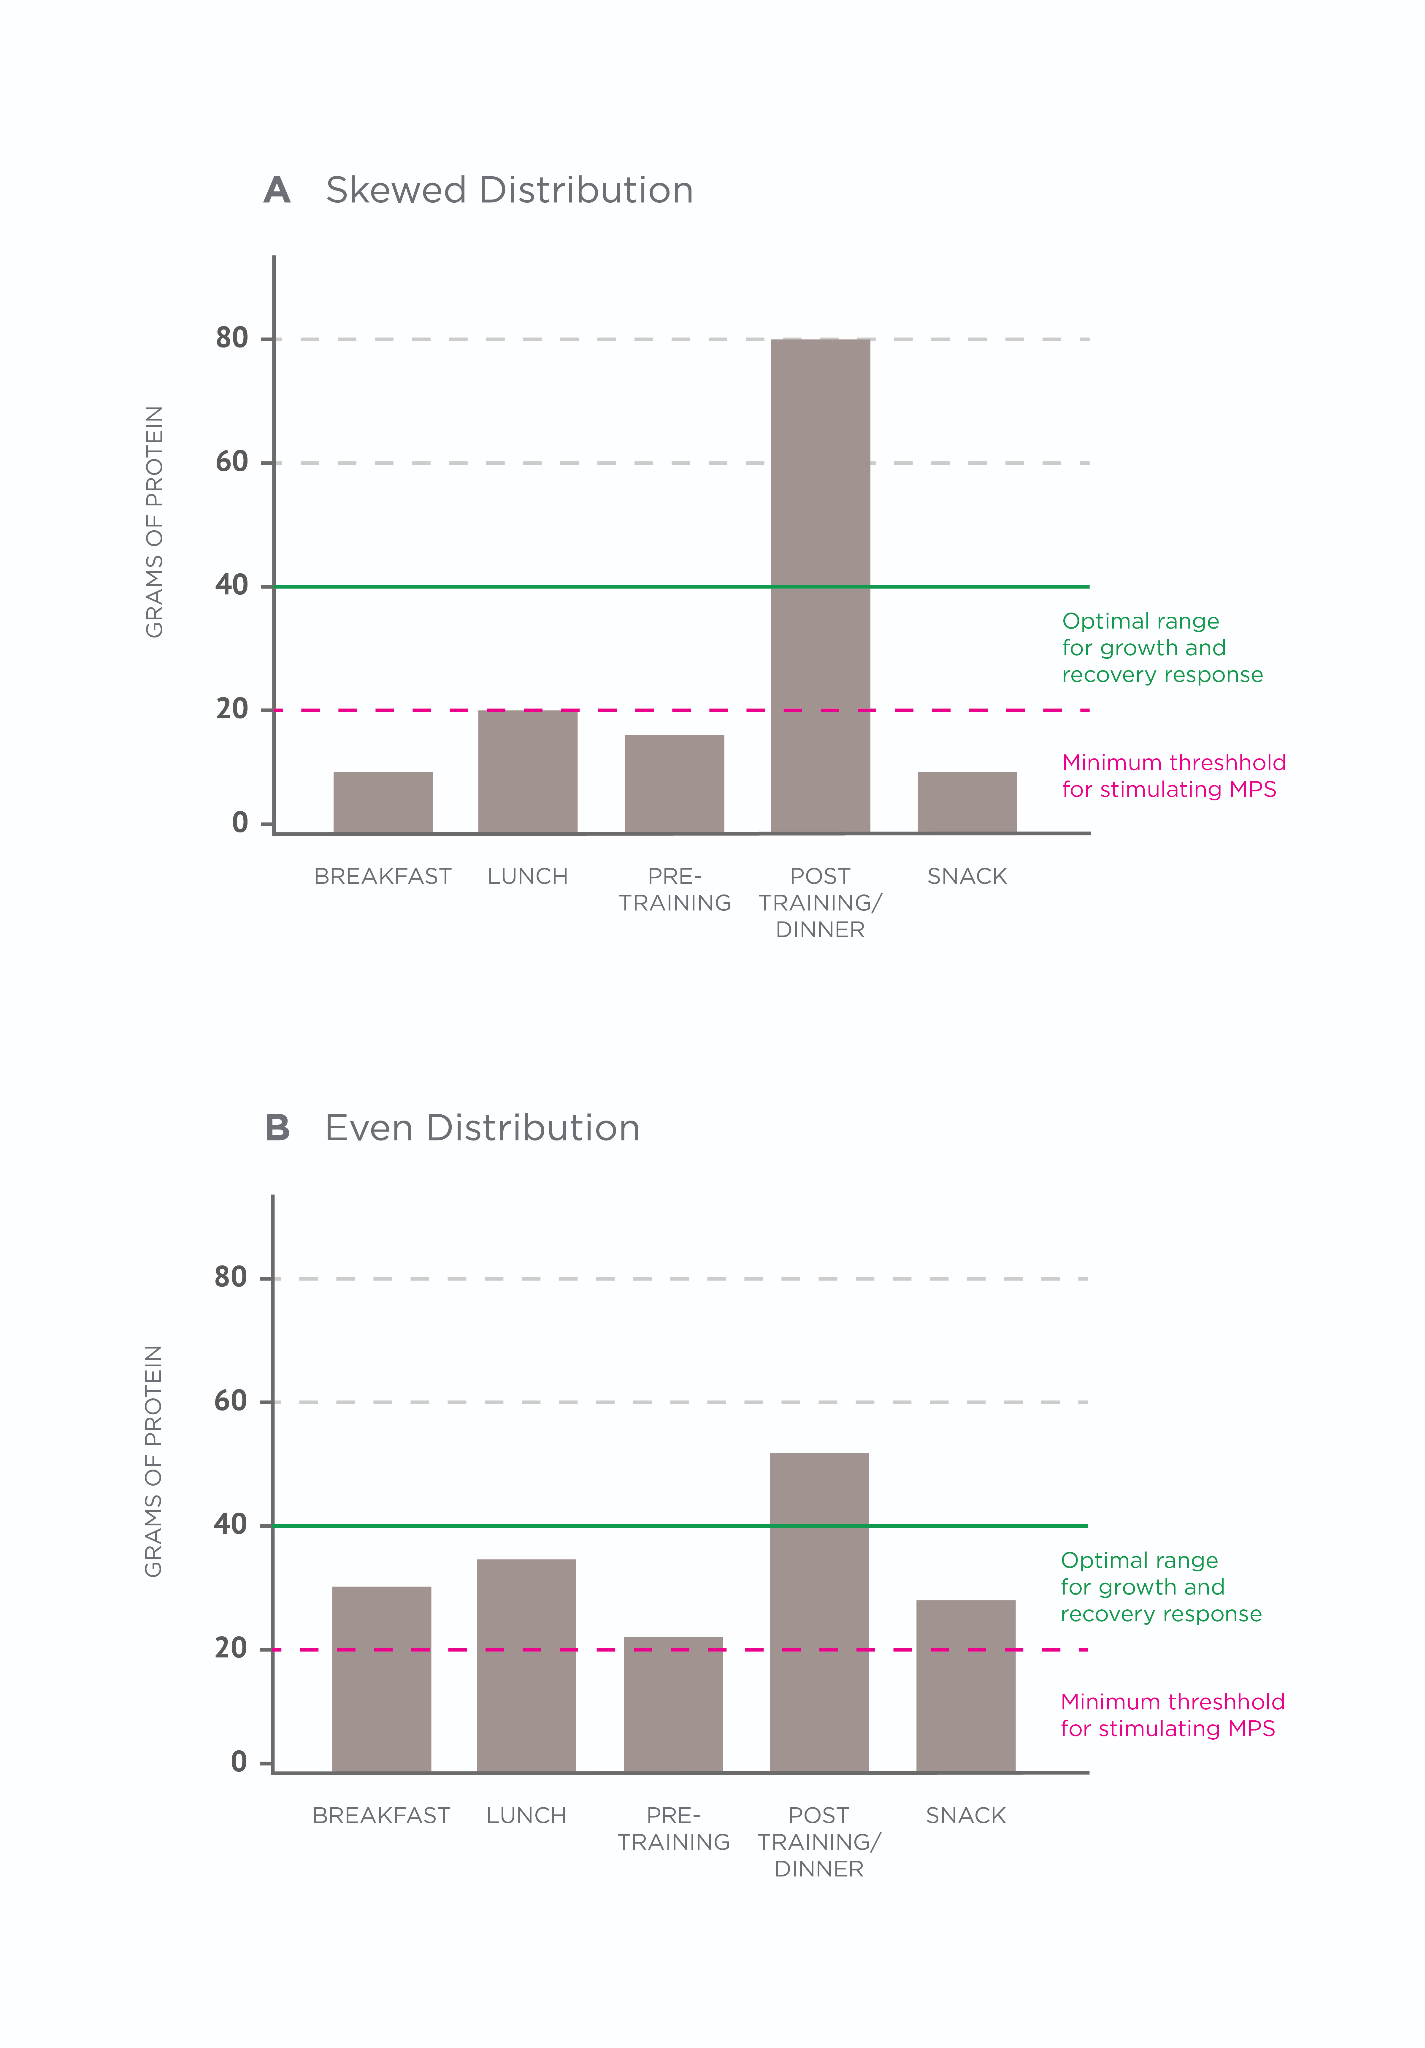 A Skewed Distribution
GRAMS OF PROTEIN
80
60
40
20
0
Optimal range
for growth and
recovery response
Minimum threshhold
for stimulating MPS
BREAKFAST
LUNCH
PRE-
TRAINING
POST
TRAINING/
DINNER
SNACK
B Even Distribution
GRAMS OF PROTEIN
80
60
40
20
0
Optimal range
for growth and
recovery response
Minimum threshhold
for stimulating MPS
BREAKFAST
LUNCH
PRE-
TRAINING
POST
TRAINING/
DINNER
SNACK